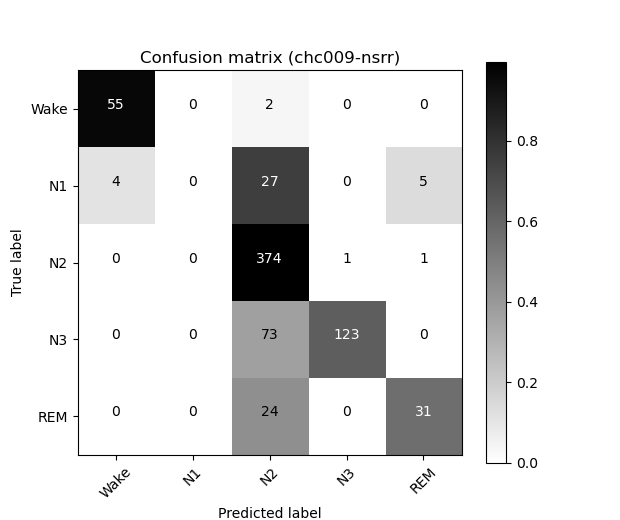 Confusion matrix (chc009-nsrr)
Wake 55 0 2 0 0
N1 4 0 27 0 5
N2 0 0 374 1 1
N3 0 0 73 123 0
REM 0 0 24 0 31
Wake N1 N2 N3 REM
Predicted label
True label
0.8
0.6
0.4
0.2
0.0